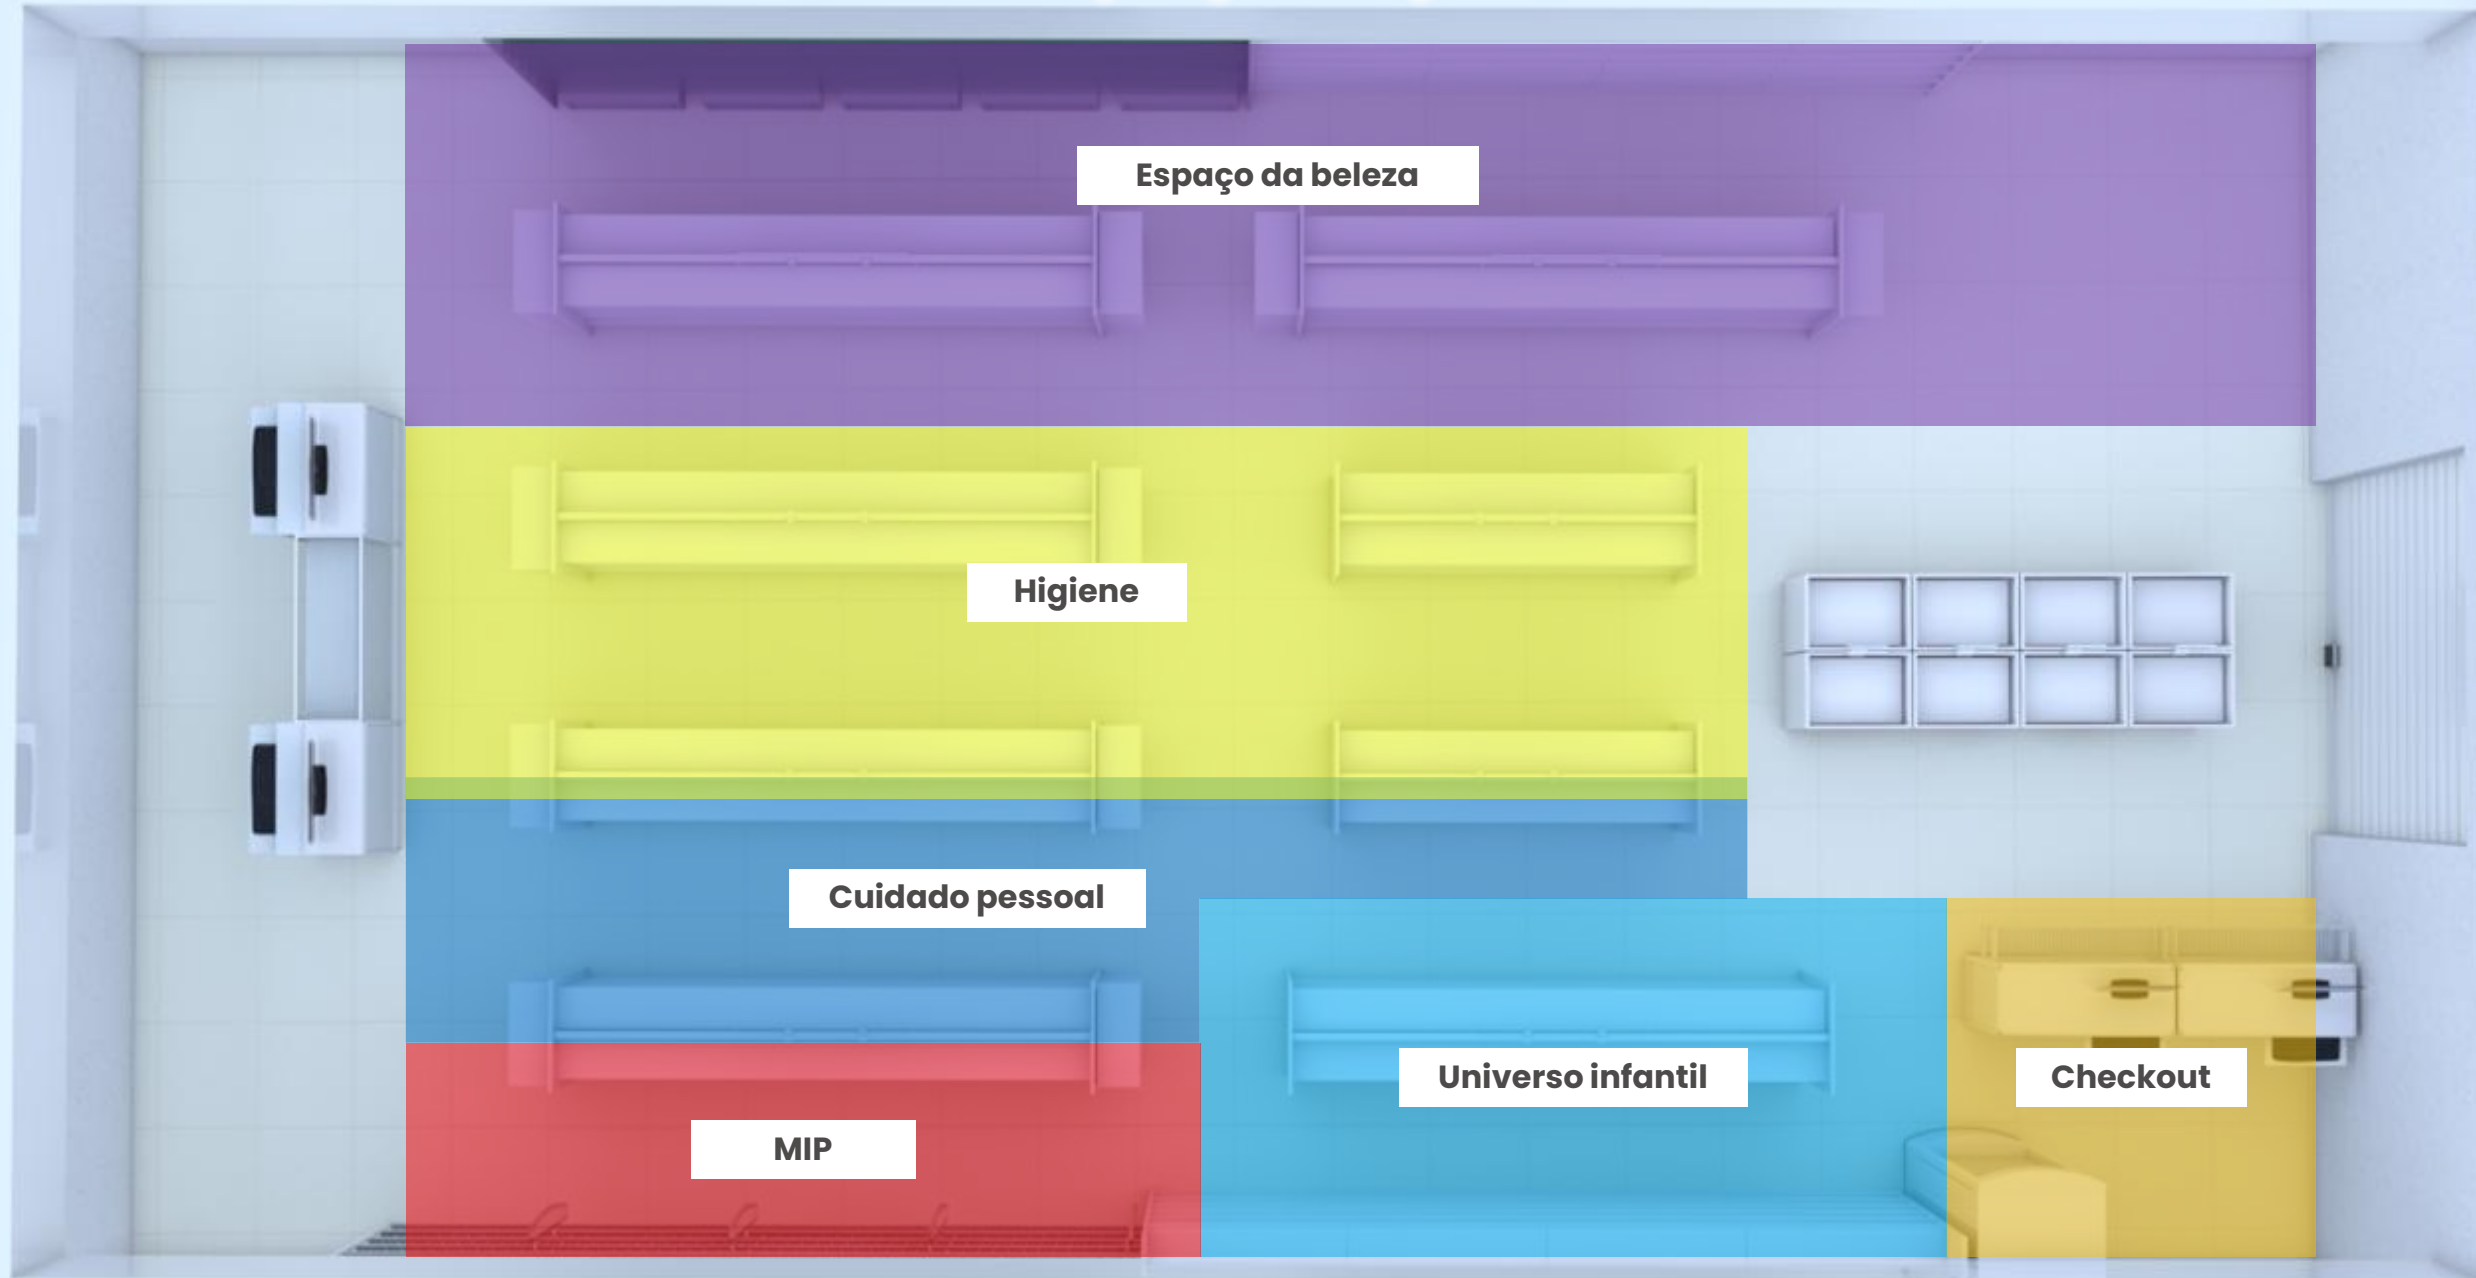 Espaço da beleza
Higiene
Cuidado pessoal
Universo infantil
Checkout
MIP